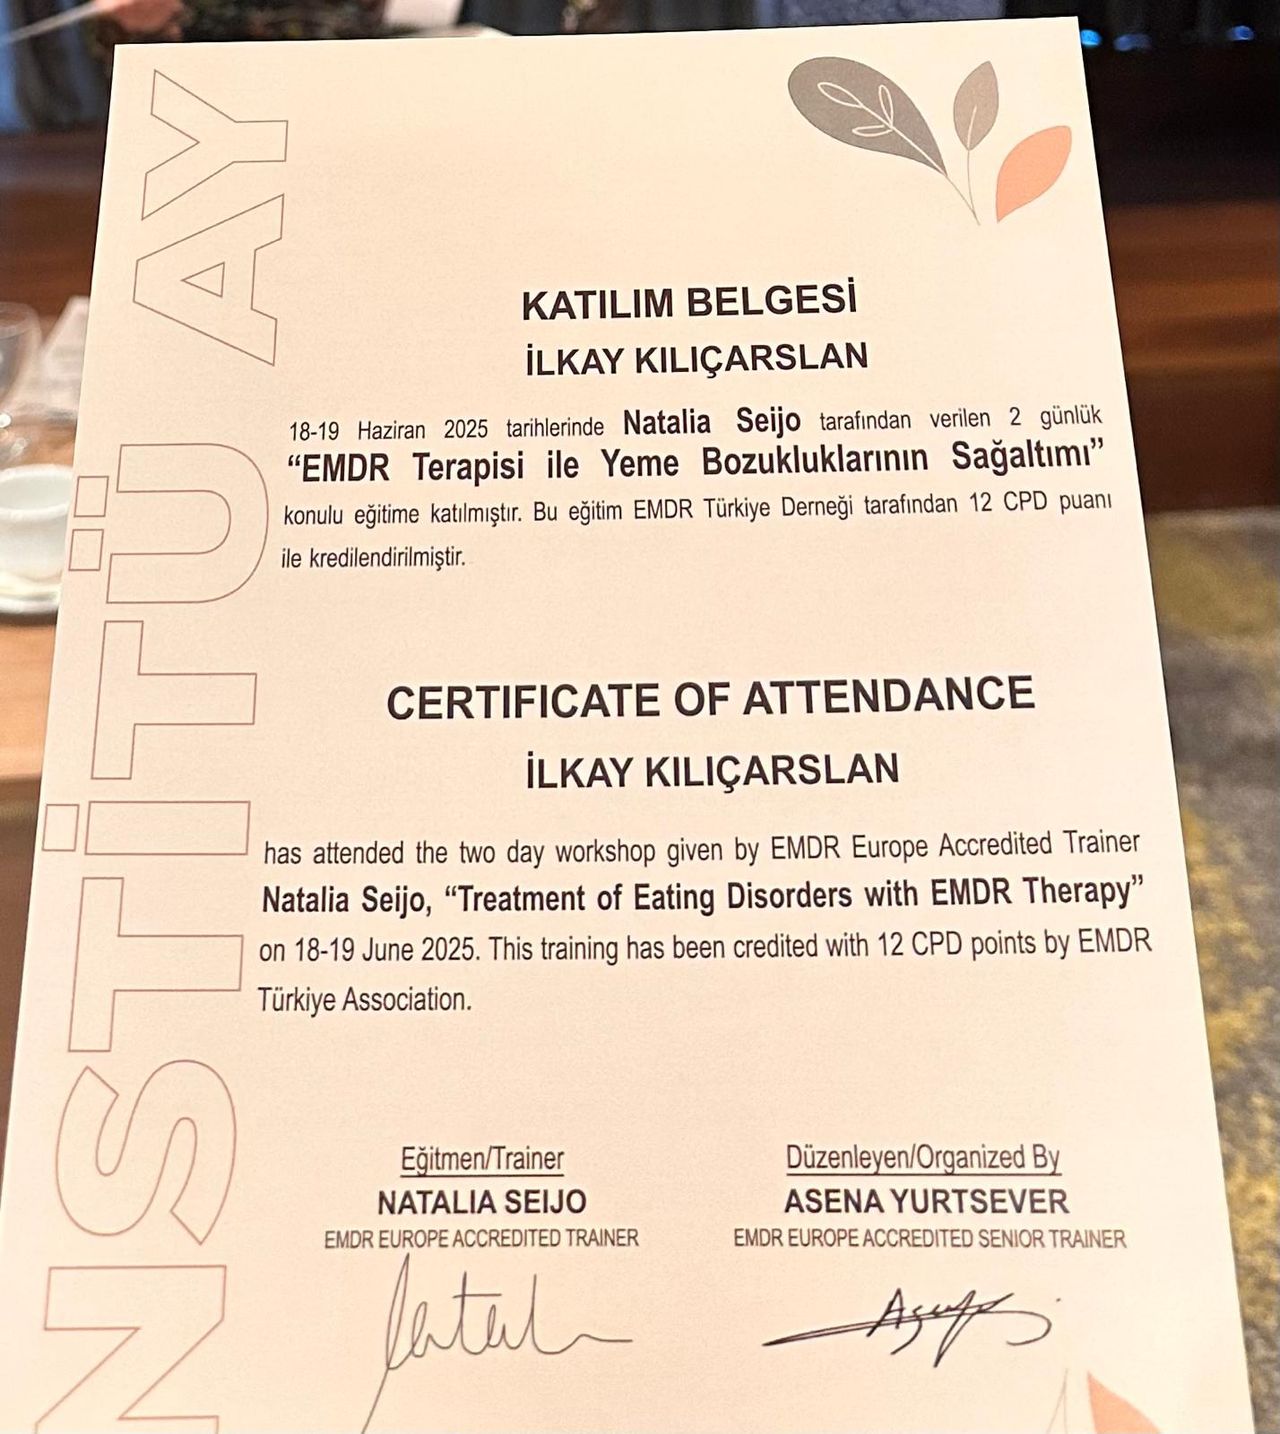 NSTİTÜ AY
KATILIM BELGESİ
İLKAY KILIÇARSLAN
18-19 Haziran 2025 tarihlerinde Natalia Seijo tarafından verilen 2 günlük
“EMDR Terapisi ile Yeme Bozukluklarının Sağaltımı”
konulu eğitime katılmıştır. Bu eğitim EMDR Türkiye Derneği tarafından 12 CPD puanı
ile kredilendirilmiştir.
CERTIFICATE OF ATTENDANCE
İLKAY KILIÇARSLAN
has attended the two day workshop given by EMDR Europe Accredited Trainer
Natalia Seijo, “Treatment of Eating Disorders with EMDR Therapy”
on 18-19 June 2025. This training has been credited with 12 CPD points by EMDR
Türkiye Association.
Eğitmen/Trainer
NATALIA SEIJO
EMDR EUROPE ACCREDITED TRAINER
Düzenleyen/Organized By
ASENA YURTSEVER
EMDR EUROPE ACCREDITED SENIOR TRAINER